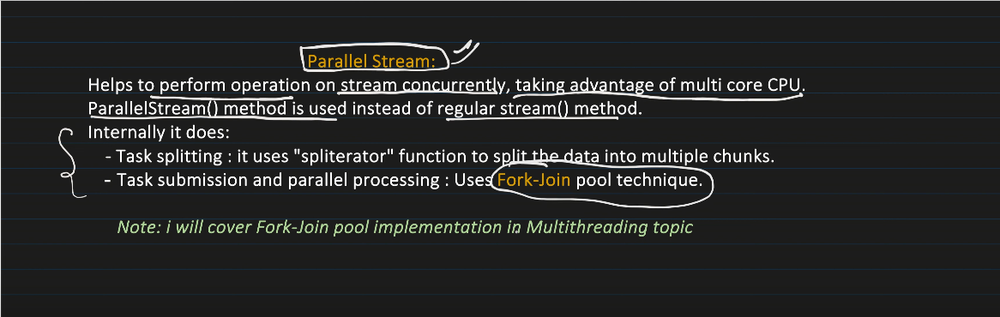 Parallel Stream:
Helps to perform operation on stream concurrently, taking advantage of multi core CPU.
ParallelStream() method is used instead of regular stream() method.
Internally it does:
- Task splitting : it uses "spliterator" function to split the data into multiple chunks.
- Task submission and parallel processing : Uses Fork-Join pool technique.
Note: i will cover Fork-Join pool implementation in Multithreading topic